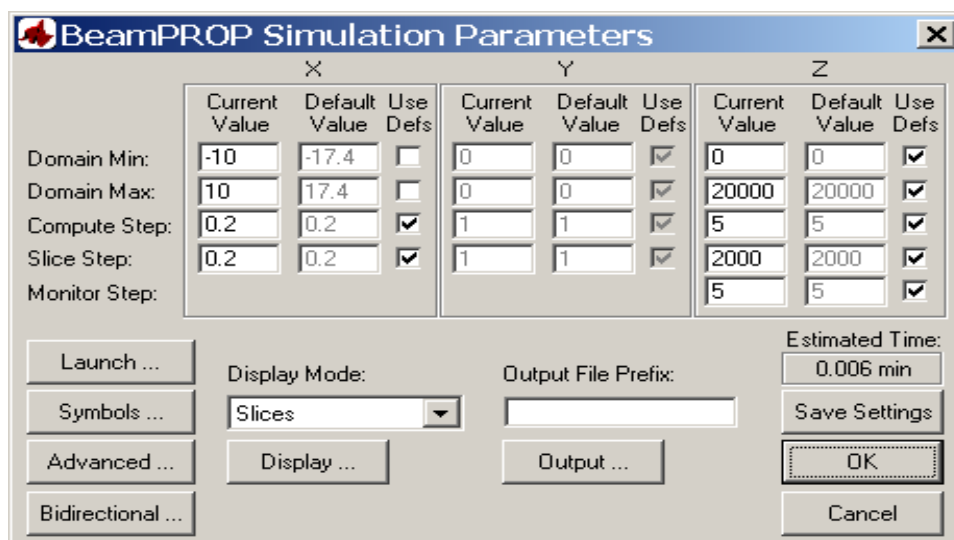 BeamPROP Simulation Parameters
X Y Z
Current Default Use Current Default Use Current Default Use
Value Value Defs Value Value Defs Value Value Defs
Domain Min: -10 -17.4 0 0 0 0
Domain Max: 10 17.4 0 0 20000 20000
Compute Step: 0.2 0.2 1 1 5 5
Slice Step: 0.2 0.2 1 1 2000 2000
Monitor Step: 5 5
Launch ... Display Mode: Output File Prefix: Estimated Time:
0.006 min
Symbols ... Slices Save Settings
Advanced ... Display ... Output ... OK
Bidirectional ... Cancel